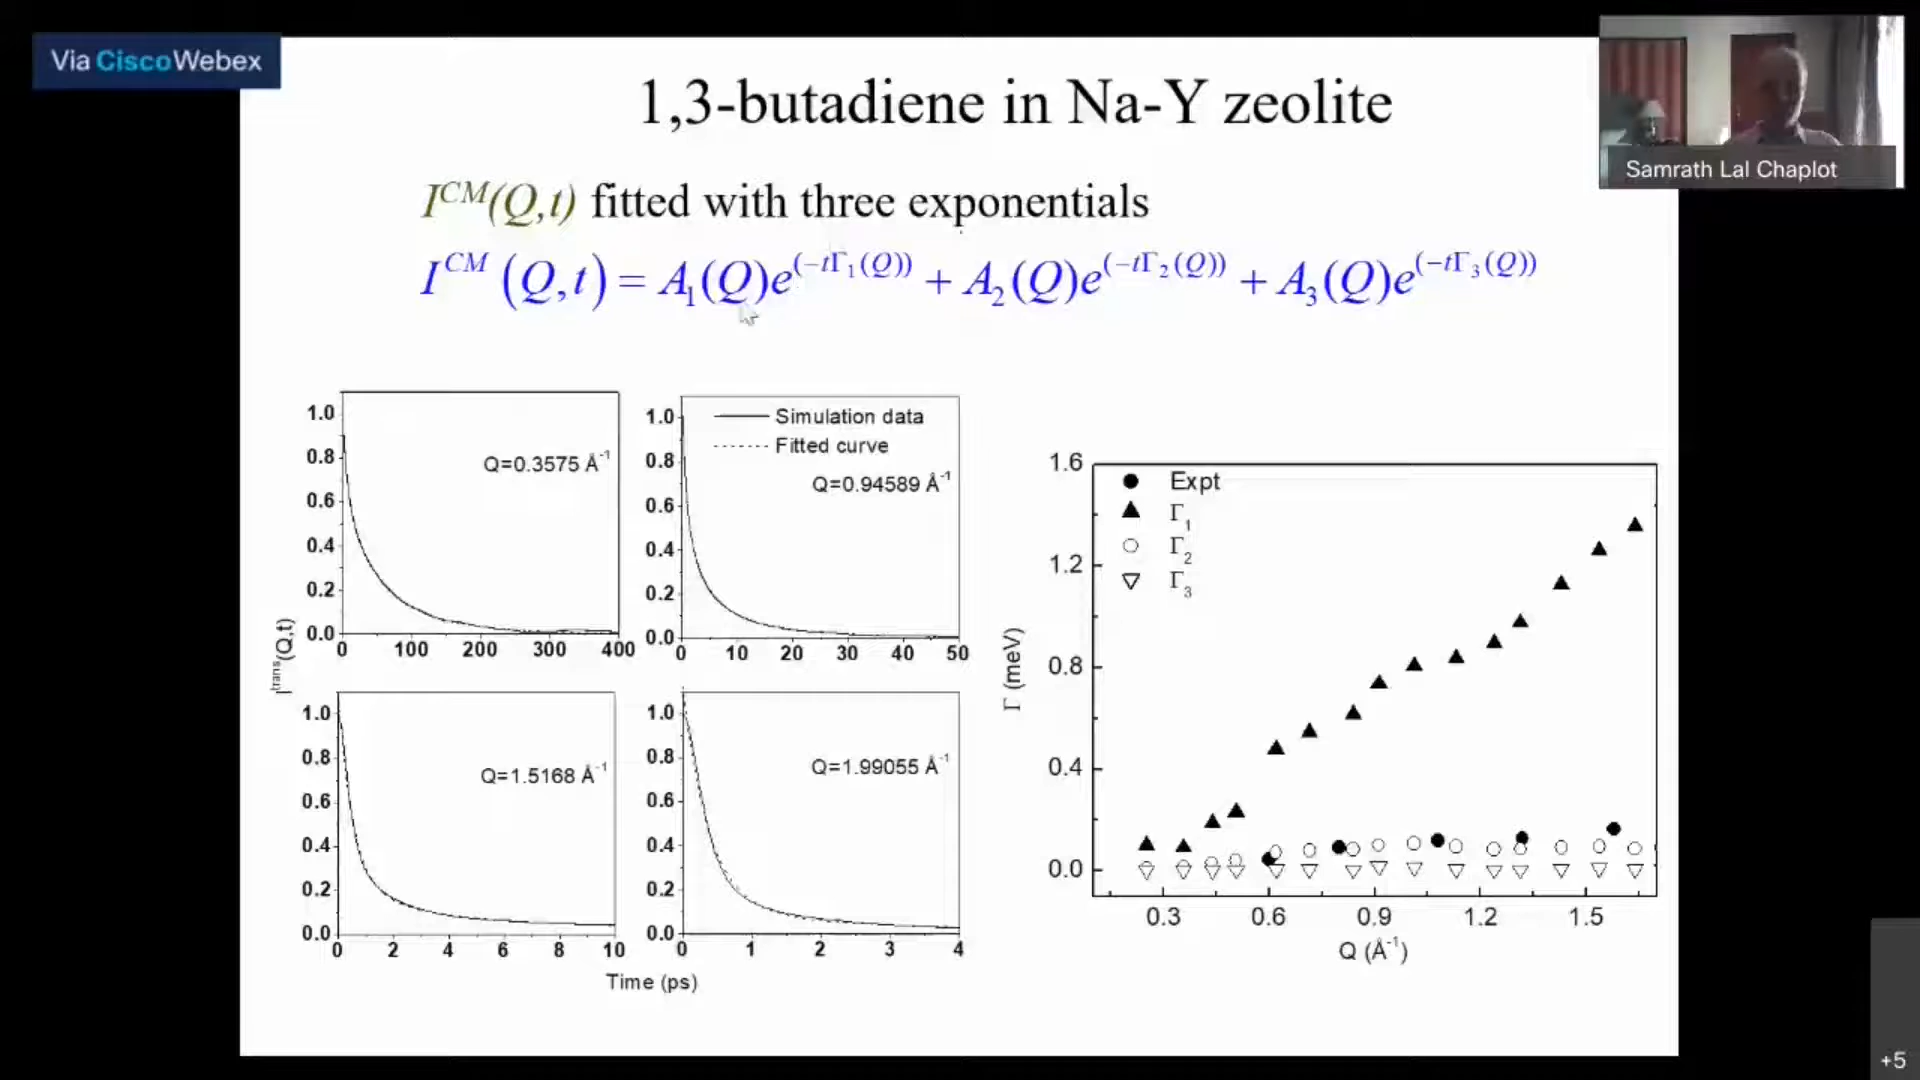 Via CiscoWebex
1,3-butadiene in Na-Y zeolite
Samrath Lal Chaplot
I^CM(Q,t) fitted with three exponentials
I^CM (Q,t) = A₁(Q)e^(−tΓ₁(Q)) + A₂(Q)e^(−tΓ₂(Q)) + A₃(Q)e^(−tΓ₃(Q))
I^trans(Q,t)
1.0
0.8
0.6
0.4
0.2
0.0
Q=0.3575 Å⁻¹
0 100 200 300 400
1.0
0.8
0.6
0.4
0.2
0.0
Simulation data
Fitted curve
Q=0.94589 Å⁻¹
0 10 20 30 40 50
1.0
0.8
0.6
0.4
0.2
0.0
Q=1.5168 Å⁻¹
0 2 4 6 8 10
1.0
0.8
0.6
0.4
0.2
0.0
Q=1.99055 Å⁻¹
0 1 2 3 4
Time (ps)
Γ (meV)
1.6
1.2
0.8
0.4
0.0
Expt
Γ₁
Γ₂
Γ₃
0.3 0.6 0.9 1.2 1.5
Q (Å⁻¹)
+5